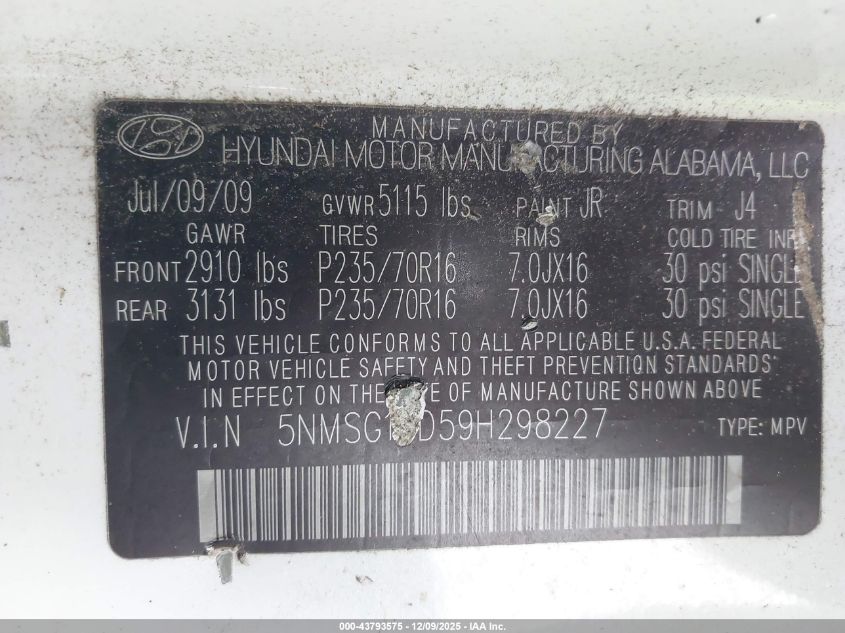 MANUFACTURED BY
HYUNDAI MOTOR MANUFACTURING ALABAMA, LLC
Jul/09/09 GVWR 5115 lbs PAINT JR TRIM- J4
GAWR TIRES RIMS COLD TIRE INF
FRONT 2910 lbs P235/70R16 7.0JX16 30 psi SINGLE
REAR 3131 lbs P235/70R16 7.0JX16 30 psi SINGLE
THIS VEHICLE CONFORMS TO ALL APPLICABLE U.S.A. FEDERAL
MOTOR VEHICLE SAFETY AND THEFT PREVENTION STANDARDS
IN EFFECT ON THE DATE OF MANUFACTURE SHOWN ABOVE
V.I.N TYPE: MPV
000-43793575 - 12/09/2025 - IAA Inc.